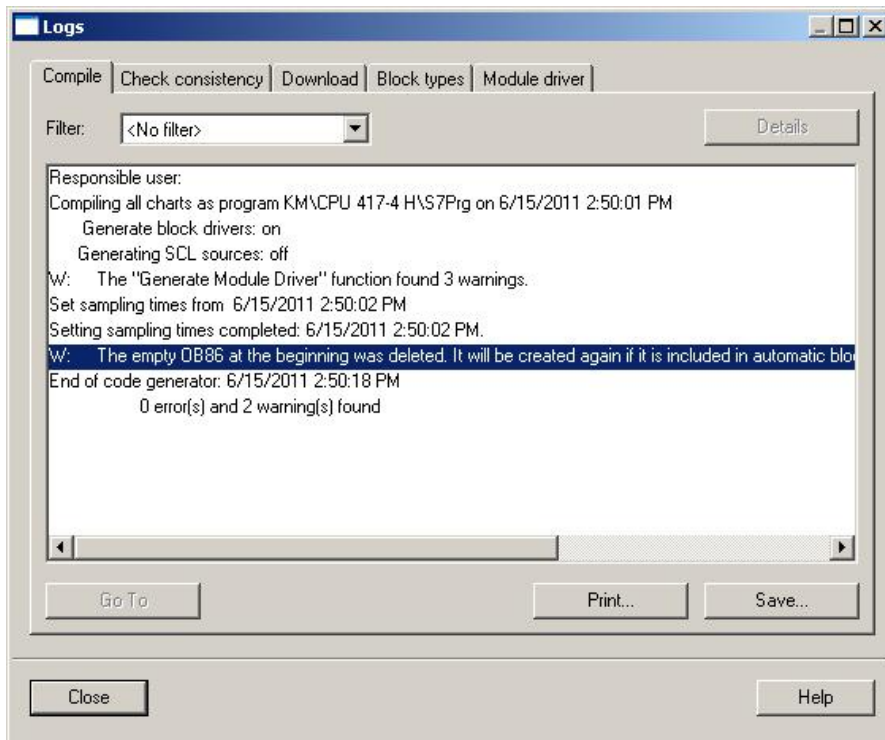 Logs
Compile Check consistency Download Block types Module driver
Filter: <No filter> Details
Responsible user:
Compiling all charts as program KM\CPU 417-4 H\S7Prg on 6/15/2011 2:50:01 PM
Generate block drivers: on
Generating SCL sources: off
W: The "Generate Module Driver" function found 3 warnings.
Set sampling times from 6/15/2011 2:50:02 PM
Setting sampling times completed: 6/15/2011 2:50:02 PM.
W: The empty OB86 at the beginning was deleted. It will be created again if it is included in automatic blo
End of code generator: 6/15/2011 2:50:18 PM
0 error(s) and 2 warning(s) found
Go To Print... Save...
Close Help